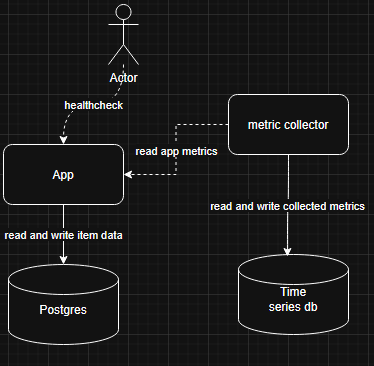 Actor
healthcheck
metric collector
read app metrics
App
read and write collected metrics
read and write item data
Time
series db
Postgres